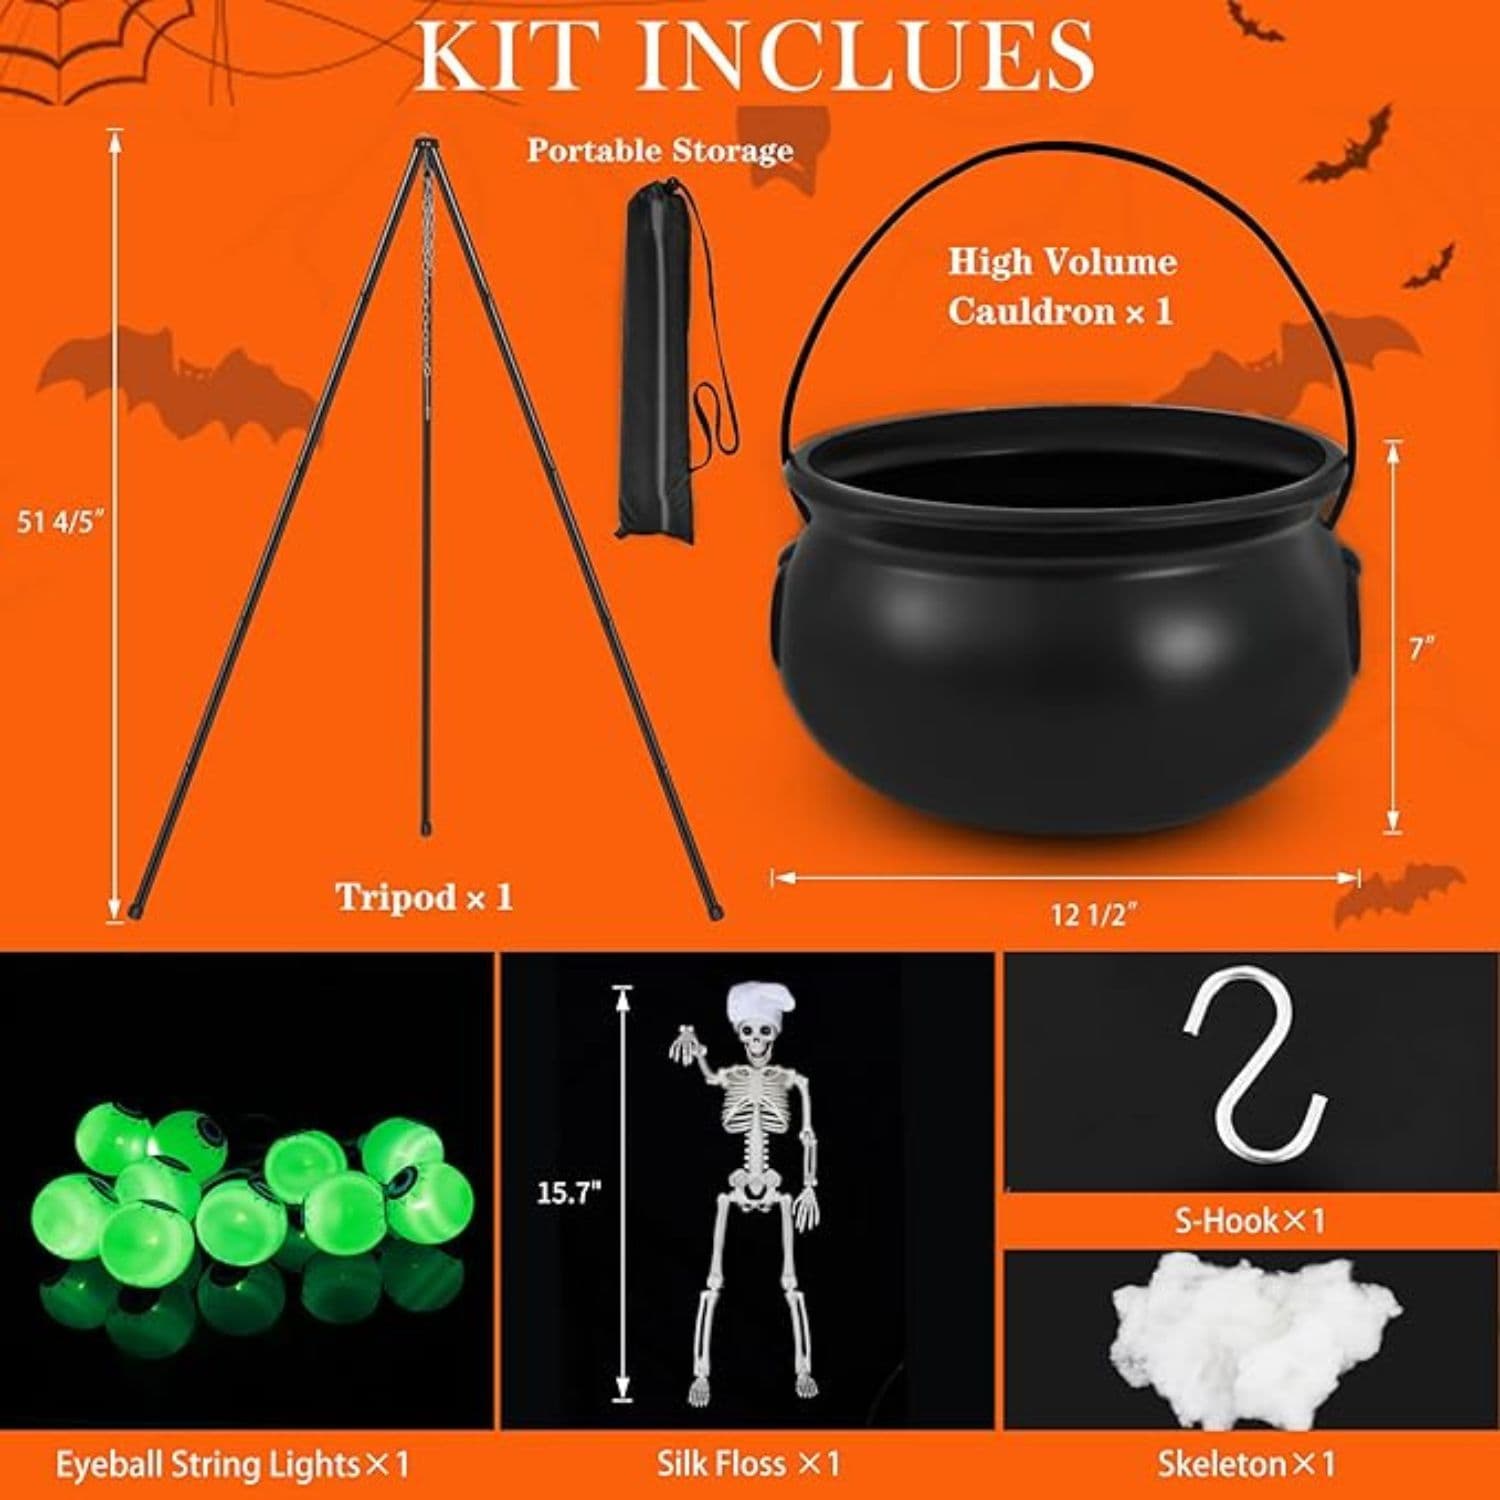 KIT INCLUES
Portable Storage
High Volume
Cauldron × 1
51 4/5"
7"
Tripod × 1
12 1/2"
15.7"
S-Hook×1
Eyeball String Lights×1
Silk Floss ×1
Skeleton×1